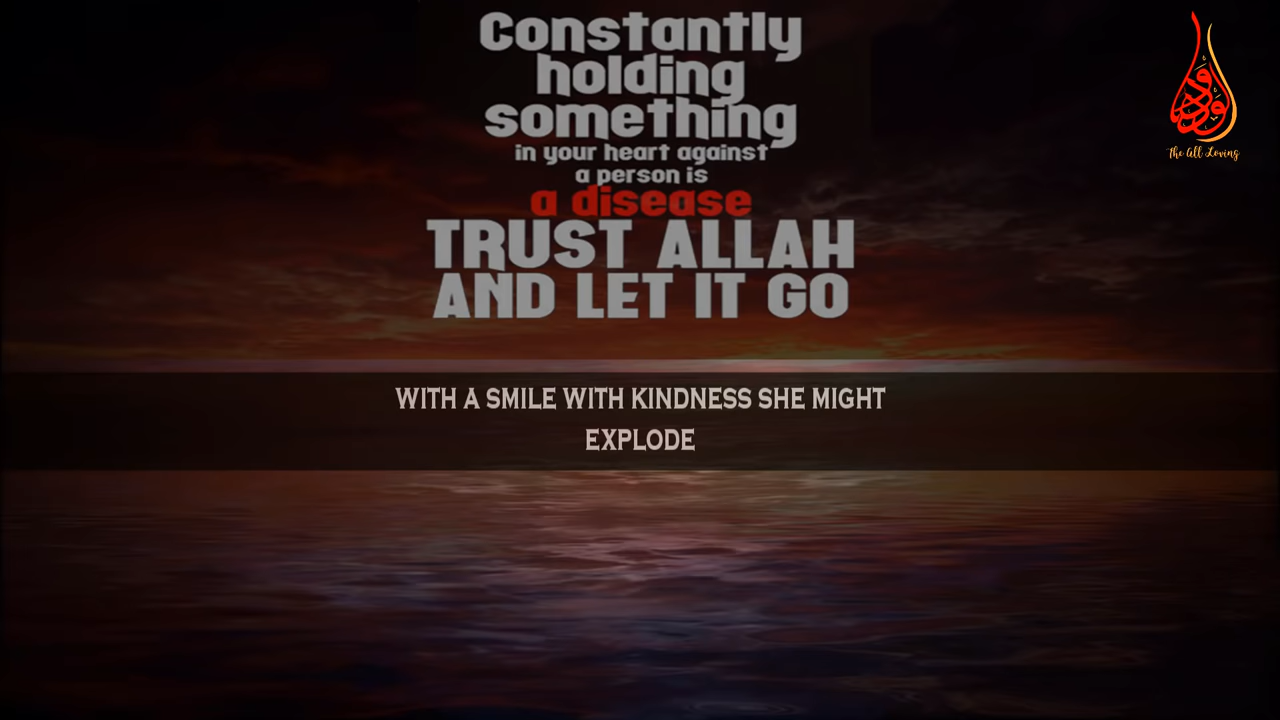 Constantly
holding
something
in your heart against
a person is
a disease
TRUST ALLAH
AND LET IT GO
WITH A SMILE WITH KINDNESS SHE MIGHT
EXPLODE
الودود
The All Loving